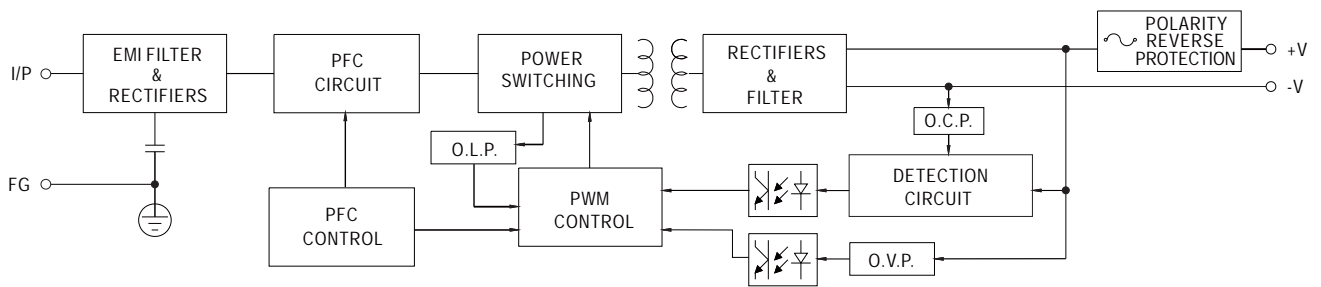 POLARITY
REVERSE
PROTECTION
+V
-V
I/P
EMI FILTER
&
RECTIFIERS
PFC
CIRCUIT
POWER
SWITCHING
RECTIFIERS
&
FILTER
O.C.P.
O.L.P.
DETECTION
CIRCUIT
FG
PFC
CONTROL
PWM
CONTROL
O.V.P.